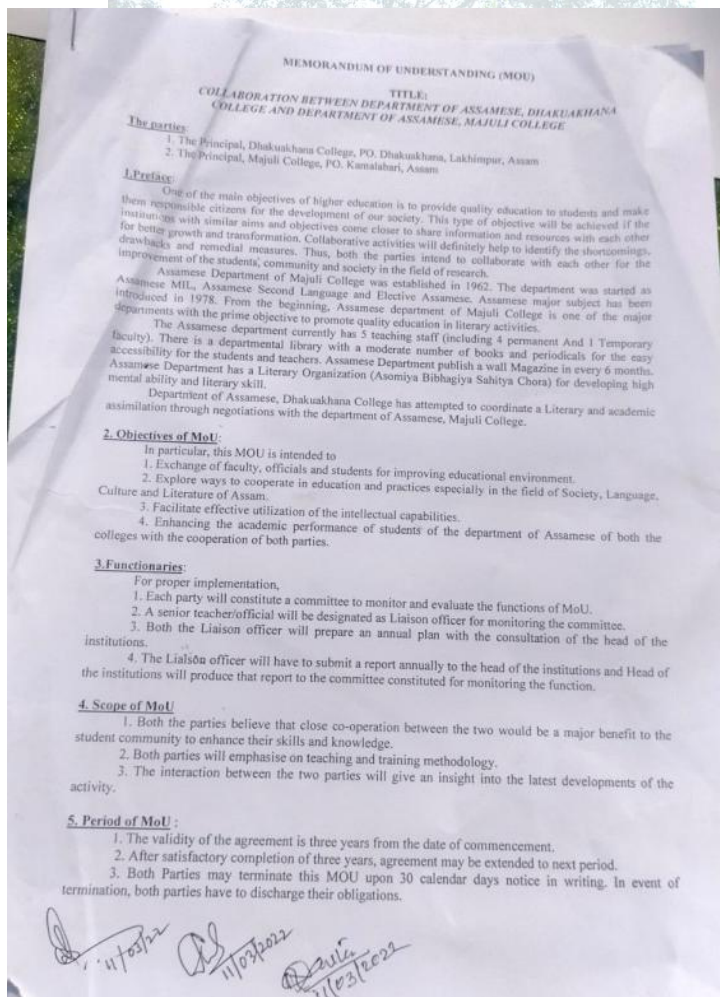 MEMORANDUM OF UNDERSTANDING (MOU)
TITLE:
COLLABORATION BETWEEN DEPARTMENT OF ASSAMESE, DHAKUAKHANA
COLLEGE AND DEPARTMENT OF ASSAMESE, MAJULI COLLEGE
The parties:
1. The Principal, Dhakuakhana College, PO. Dhakuakhana, Lakhimpur, Assam
2. The Principal, Majuli College, PO. Kamalabari, Assam
1.Preface:
One of the main objectives of higher education is to provide quality education to students and make
them responsible citizens for the development of our society. This type of objective will be achieved if the
institutions with similar aims and objectives come closer to share information and resources with each other
for better growth and transformation. Collaborative activities will definitely help to identify the shortcomings,
drawbacks and remedial measures. Thus, both the parties intend to collaborate with each other for the
improvement of the students, community and society in the field of research.
Assamese Department of Majuli College was established in 1962. The department was started as
Assamese MIL, Assamese Second Language and Elective Assamese. Assamese major subject has been
introduced in 1978. From the beginning, Assamese department of Majuli College is one of the major
departments with the prime objective to promote quality education in literary activities.
The Assamese department currently has 5 teaching staff (including 4 permanent And 1 Temporary
faculty). There is a departmental library with a moderate number of books and periodicals for the easy
accessibility for the students and teachers. Assamese Department publish a wall Magazine in every 6 months.
Assamese Department has a Literary Organization (Asomiya Bibhagiya Sahitya Chora) for developing high
mental ability and literary skill.
Department of Assamese, Dhakuakhana College has attempted to coordinate a Literary and academic
assimilation through negotiations with the department of Assamese, Majuli College.
2. Objectives of MoU:
In particular, this MOU is intended to
1. Exchange of faculty, officials and students for improving educational environment.
2. Explore ways to cooperate in education and practices especially in the field of Society, Language,
Culture and Literature of Assam.
3. Facilitate effective utilization of the intellectual capabilities.
4. Enhancing the academic performance of students of the department of Assamese of both the
colleges with the cooperation of both parties.
3.Functionaries:
For proper implementation,
1. Each party will constitute a committee to monitor and evaluate the functions of MoU.
2. A senior teacher/official will be designated as Liaison officer for monitoring the committee.
3. Both the Liaison officer will prepare an annual plan with the consultation of the head of the
institutions.
4. The Liaison officer will have to submit a report annually to the head of the institutions and Head of
the institutions will produce that report to the committee constituted for monitoring the function.
4. Scope of MoU
1. Both the parties believe that close co-operation between the two would be a major benefit to the
student community to enhance their skills and knowledge.
2. Both parties will emphasise on teaching and training methodology.
3. The interaction between the two parties will give an insight into the latest developments of the
activity.
5. Period of MoU :
1. The validity of the agreement is three years from the date of commencement.
2. After satisfactory completion of three years, agreement may be extended to next period.
3. Both Parties may terminate this MOU upon 30 calendar days notice in writing. In event of
termination, both parties have to discharge their obligations.
11/03/22
11/03/2022
11/03/2022